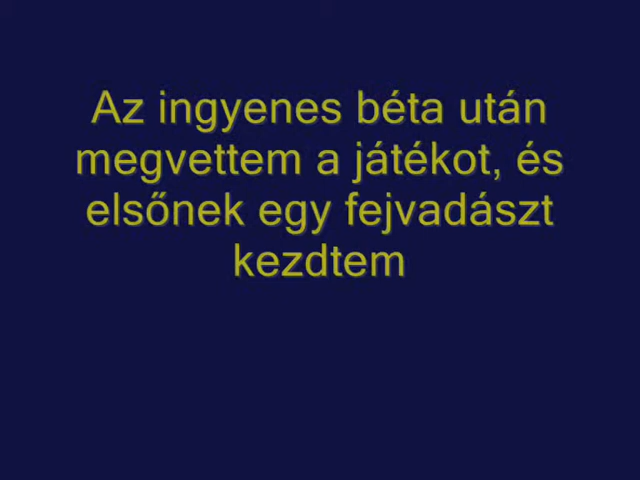 Az ingyenes béta után
megvettem a játékot, és
elsőnek egy fejvadászt
kezdtem